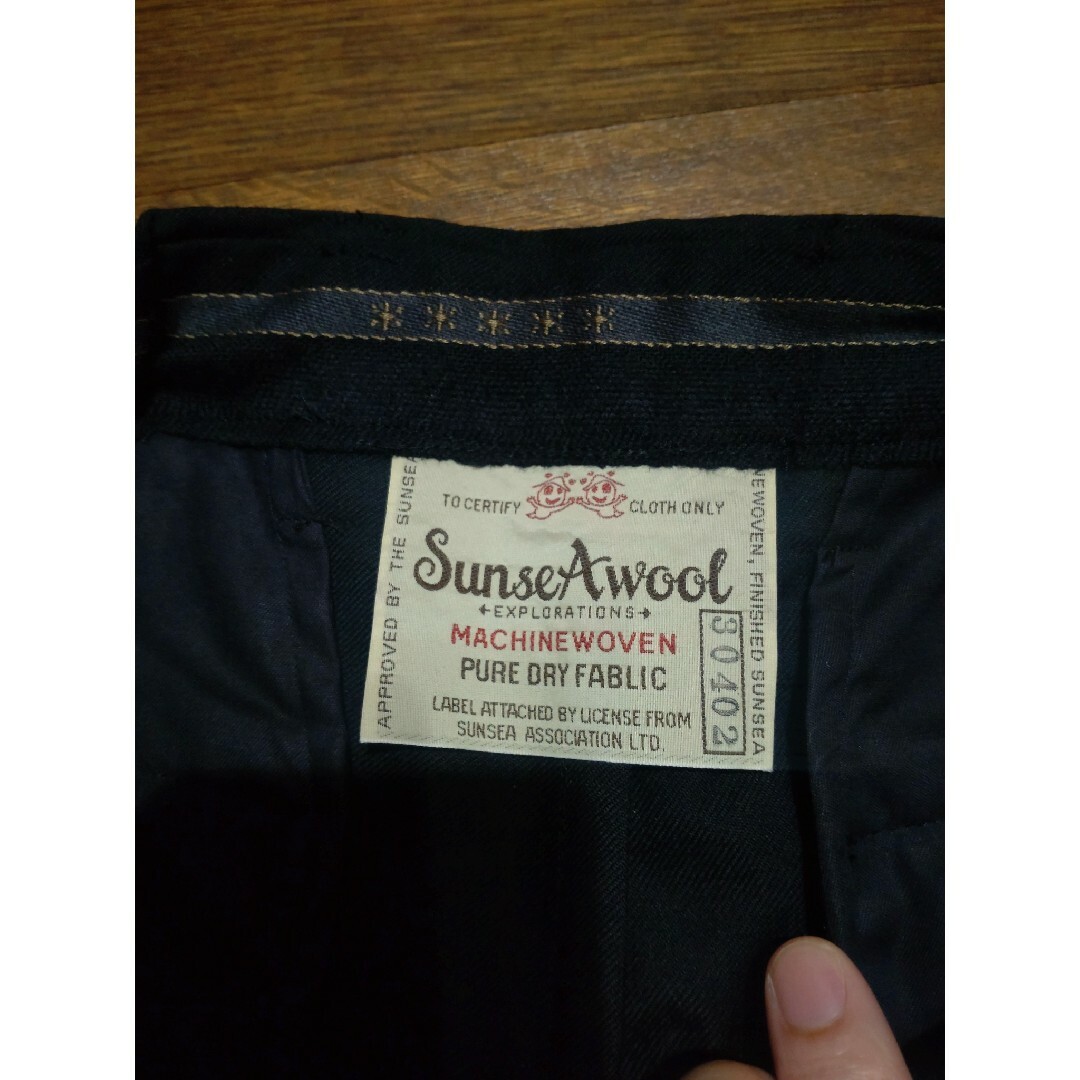 TO CERTIFY CLOTH ONLY
SunseAwool
EXPLORATIONS
MACHINEWOVEN
PURE DRY FABLIC
LABEL ATTACHED BY LICENSE FROM
SUNSEA ASSOCIATION LTD.
APPROVED BY THE SUNSEA
NEWOVEN, FINISHED SUNSEA
30402